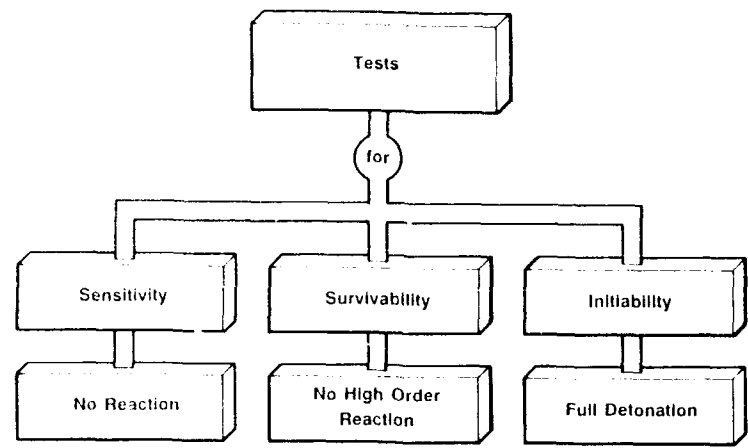 Tests
for
Sensitivity
Survivability
Initiability
No Reaction
No High Order
Reaction
Full Detonation